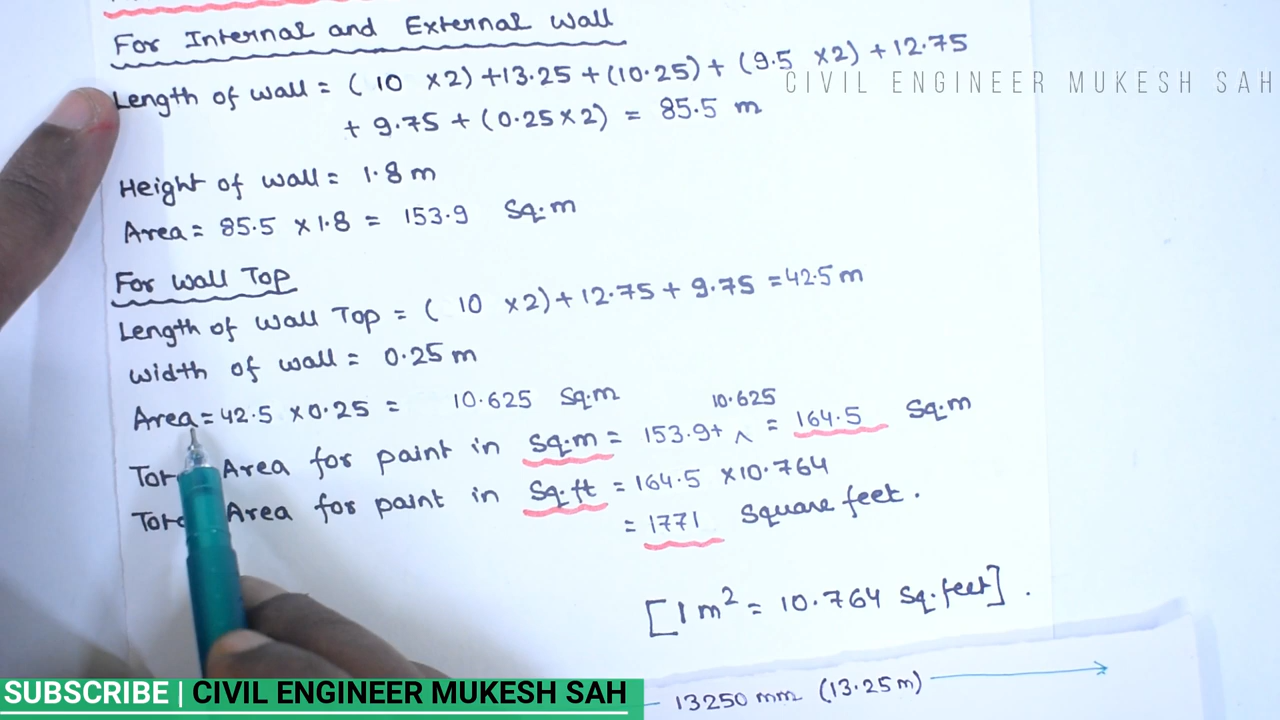 For Internal and External Wall
Length of wall = ( 10 ×2) +13.25 + (10.25) + (9.5 ×2) + 12.75
+ 9.75 + (0.25×2) = 85.5 m
CIVIL ENGINEER MUKESH SAH
Height of wall = 1.8 m
Area = 85.5 ×1.8 = 153.9 Sq.m
For Wall Top
Length of Wall Top = ( 10 ×2) + 12.75 + 9.75 = 42.5 m
Width of wall = 0.25 m
Area = 42.5 ×0.25 = 10.625 Sq.m
10.625
Area for paint in Sq.m = 153.9+ ^ = 164.5 Sq.m
Area for paint in Sq.ft = 164.5 ×10.764
= 1771 Square feet.
[1 m² = 10.764 Sq.feet].
13250 mm (13.25m)
SUBSCRIBE | CIVIL ENGINEER MUKESH SAH